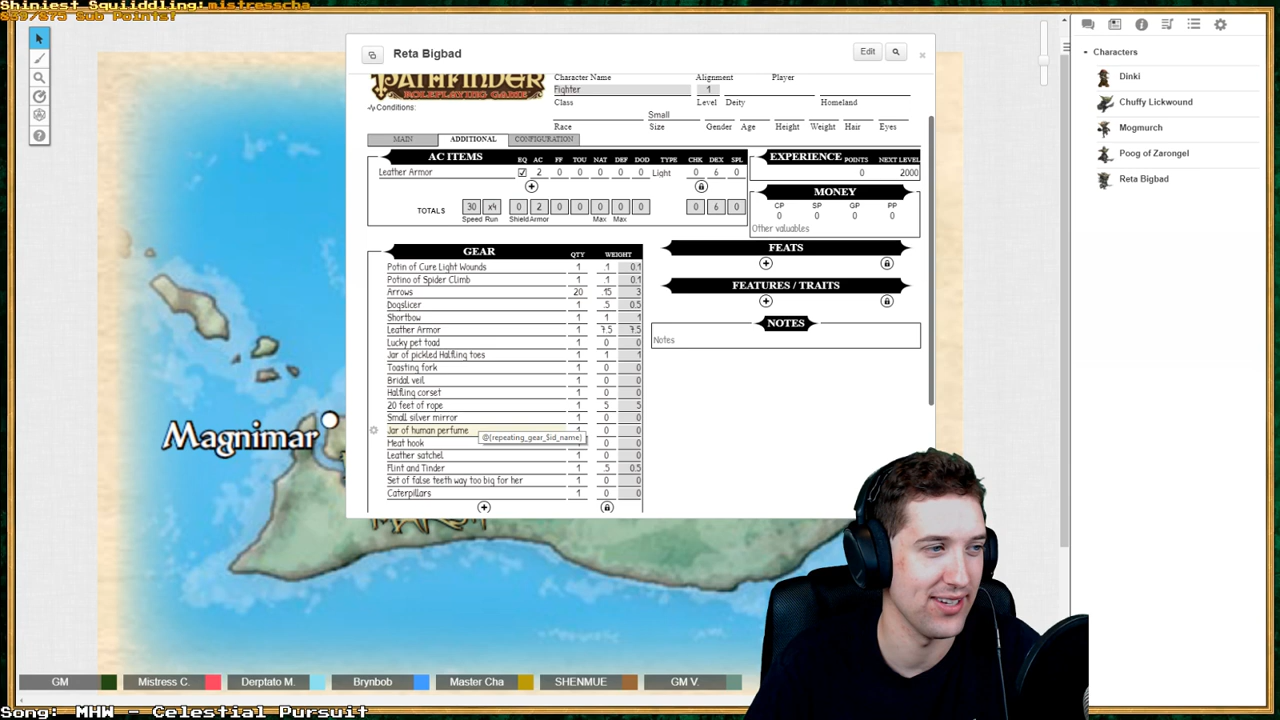 Shiniest Squiddling:mistresscha
859/875 Sub Points!
Reta Bigbad
Edit
PATHFINDER
ROLEPLAYING GAME
Conditions:
Character Name Alignment Player
Fighter 1
Class Level Deity Homeland
Small
Race Size Gender Age Height Weight Hair Eyes
MAIN ADDITIONAL CONFIGURATION
AC ITEMS EQ AC FF TOU NAT DEF DOD TYPE CHK DEX SPL
Leather Armor 2 0 0 0 0 0 Light 0 6 0
TOTALS 30 x4 0 2 0 0 0 0 0 0 6 0
Speed Run Shield Armor Max Max
EXPERIENCE POINTS NEXT LEVEL
0 2000
MONEY
CP SP GP PP
0 0 0 0
Other valuables
GEAR QTY WEIGHT
Potin of Cure Light Wounds 1 .1 0.1
Potino of Spider Climb 1 .1 0.1
Arrows 20 .15 3
Dogslicer 1 .5 0.5
Shortbow 1 1 1
Leather Armor 1 7.5 7.5
Lucky pet toad 1 0 0
Jar of pickled Halfling toes 1 1 1
Toasting fork 1 0 0
Bridal veil 1 0 0
Halfling corset 1 0 0
20 feet of rope 1 5 5
Small silver mirror 1 0 0
Jar of human perfume 1 0 0
@{repeating_gear_$id_name}
Meat hook 0 0
Leather satchel 1 0 0
Flint and Tinder 1 .5 0.5
Set of false teeth way too big for her 1 0 0
Caterpillars 1 0 0
FEATS
FEATURES / TRAITS
NOTES
Notes
Magnimar
Characters
Dinki
Chuffy Lickwound
Mogmurch
Poog of Zarongel
Reta Bigbad
GM Mistress C. Derptato M. Brynbob Master Cha SHENMUE GM V.
Song: MHW - Celestial Pursuit